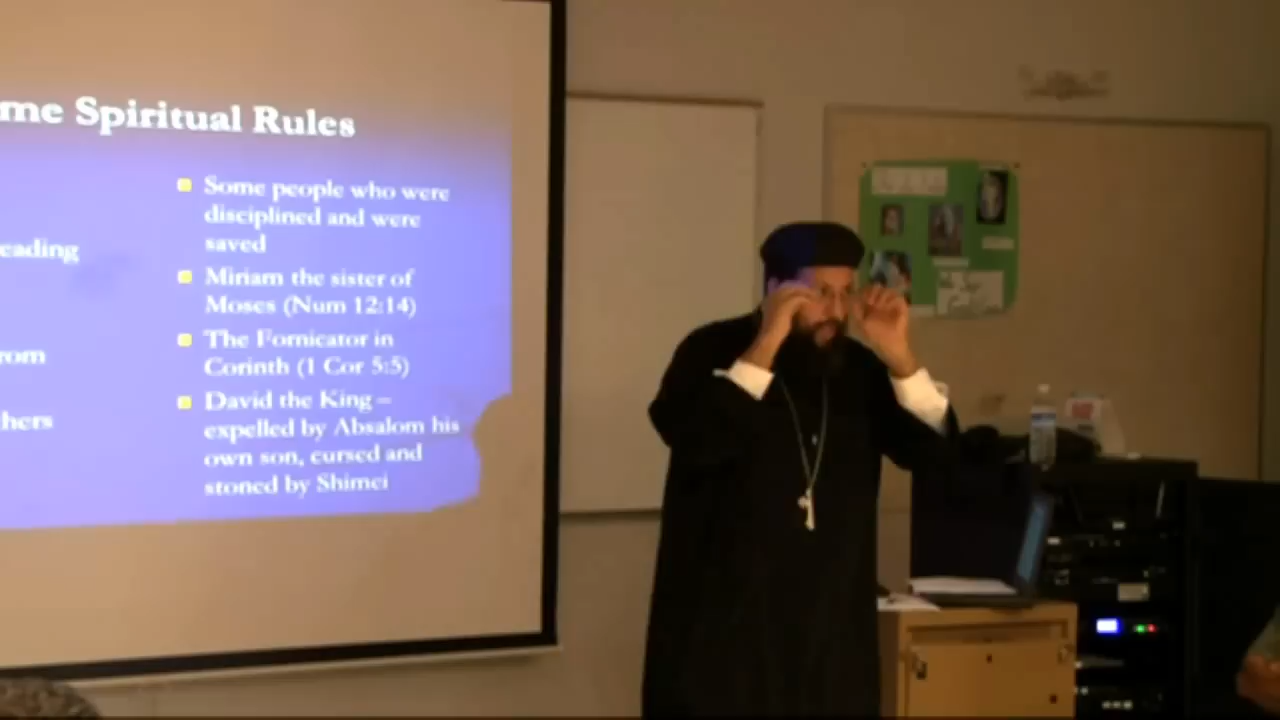 me Spiritual Rules
eading
rom
hers
Some people who were
disciplined and were
saved
Miriam the sister of
Moses (Num 12:14)
The Fornicator in
Corinth (1 Cor 5:5)
David the King –
expelled by Absalom his
own son, cursed and
stoned by Shimei